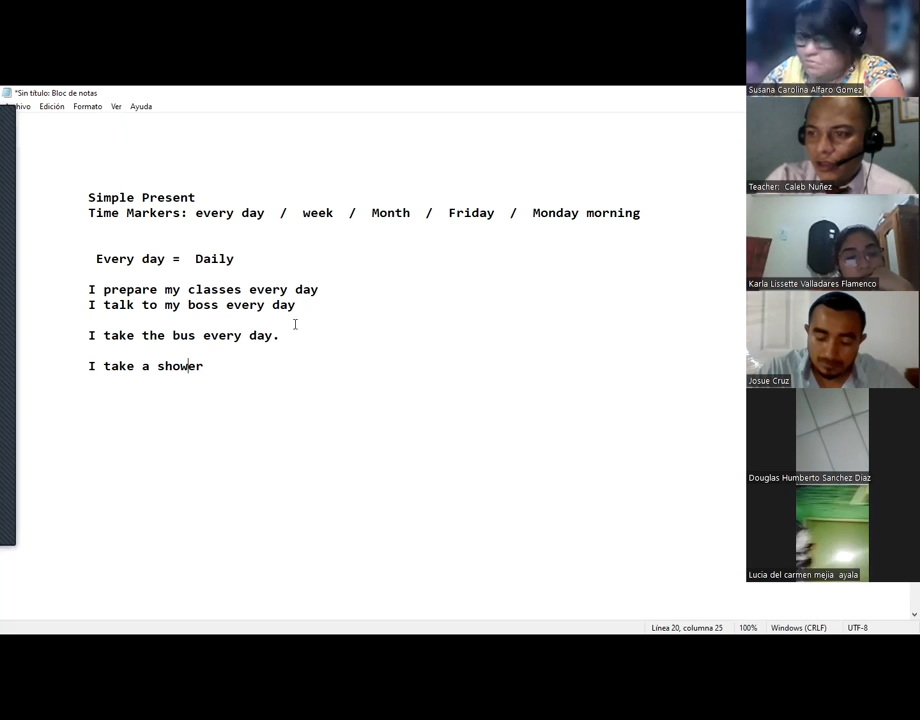 *Sin título: Bloc de notas
hivo Edición Formato Ver Ayuda
Simple Present
Time Markers: every day / week / Month / Friday / Monday morning
Every day = Daily
I prepare my classes every day
I talk to my boss every day
I take the bus every day.
I take a shower
Línea 20, columna 25 100% Windows (CRLF) UTF-8
Susana Carolina Alfaro Gomez
Teacher: Caleb Nuñez
Karla Lissette Valladares Flamenco
Josue Cruz
Douglas Humberto Sanchez Diaz
Lucia del carmen mejia ayala